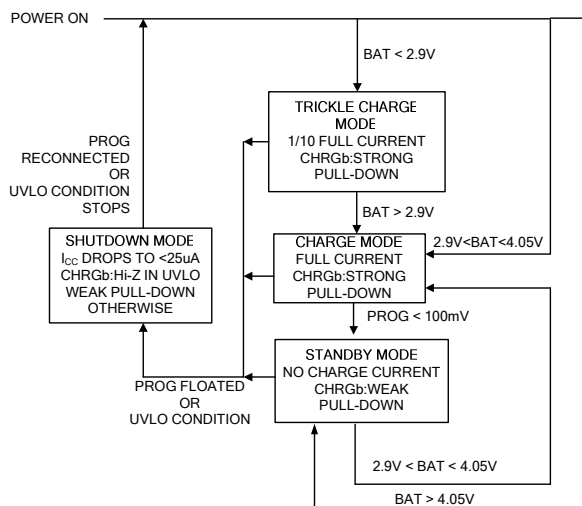 POWER ON
BAT < 2.9V
TRICKLE CHARGE
MODE
1/10 FULL CURRENT
CHRGb:STRONG
PULL-DOWN
PROG
RECONNECTED
OR
UVLO CONDITION
STOPS
BAT > 2.9V
SHUTDOWN MODE
ICC DROPS TO <25uA
CHRGb:Hi-Z IN UVLO
WEAK PULL-DOWN
OTHERWISE
CHARGE MODE
FULL CURRENT
CHRGb:STRONG
PULL-DOWN
2.9V<BAT<4.05V
PROG < 100mV
STANDBY MODE
NO CHARGE CURRENT
CHRGb:WEAK
PULL-DOWN
PROG FLOATED
OR
UVLO CONDITION
2.9V < BAT < 4.05V
BAT > 4.05V